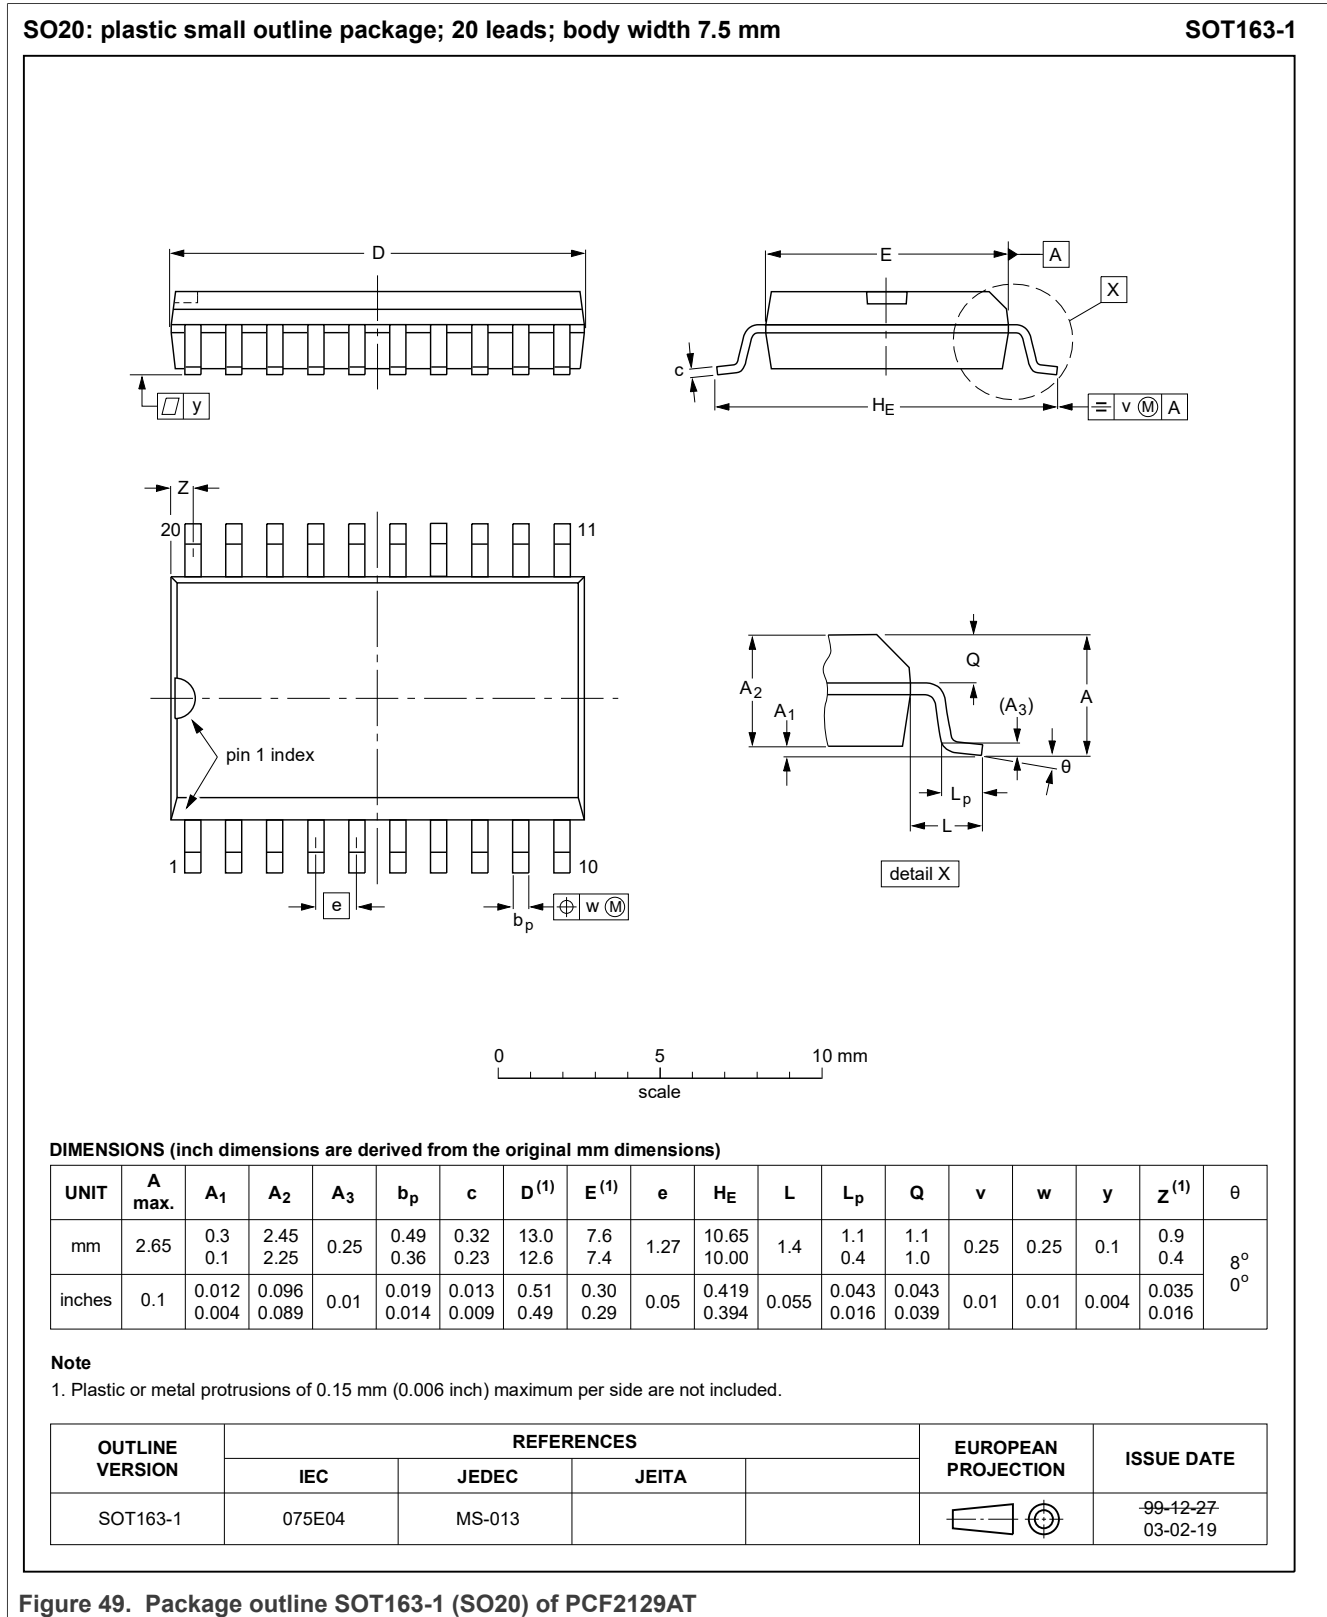 SO20: plastic small outline package; 20 leads; body width 7.5 mm SOT163-1
D
y
E
A
X
c
HE
v M A
Z
20
11
pin 1 index
1
10
e
bp
w M
Q
A2
A1
(A3)
A
θ
Lp
L
detail X
0 5 10 mm
scale
DIMENSIONS (inch dimensions are derived from the original mm dimensions)
UNIT A max. A1 A2 A3 bp c D(1) E(1) e HE L Lp Q v w y Z(1) θ
mm 2.65 0.3 0.1 2.45 2.25 0.25 0.49 0.36 0.32 0.23 13.0 12.6 7.6 7.4 1.27 10.65 10.00 1.4 1.1 0.4 1.1 1.0 0.25 0.25 0.1 0.9 0.4 8o 0o
inches 0.1 0.012 0.004 0.096 0.089 0.01 0.019 0.014 0.013 0.009 0.51 0.49 0.30 0.29 0.05 0.419 0.394 0.055 0.043 0.016 0.043 0.039 0.01 0.01 0.004 0.035 0.016
Note
1. Plastic or metal protrusions of 0.15 mm (0.006 inch) maximum per side are not included.
OUTLINE VERSION REFERENCES EUROPEAN PROJECTION ISSUE DATE
IEC JEDEC JEITA
SOT163-1 075E04 MS-013 99-12-27
03-02-19
Figure 49. Package outline SOT163-1 (SO20) of PCF2129AT